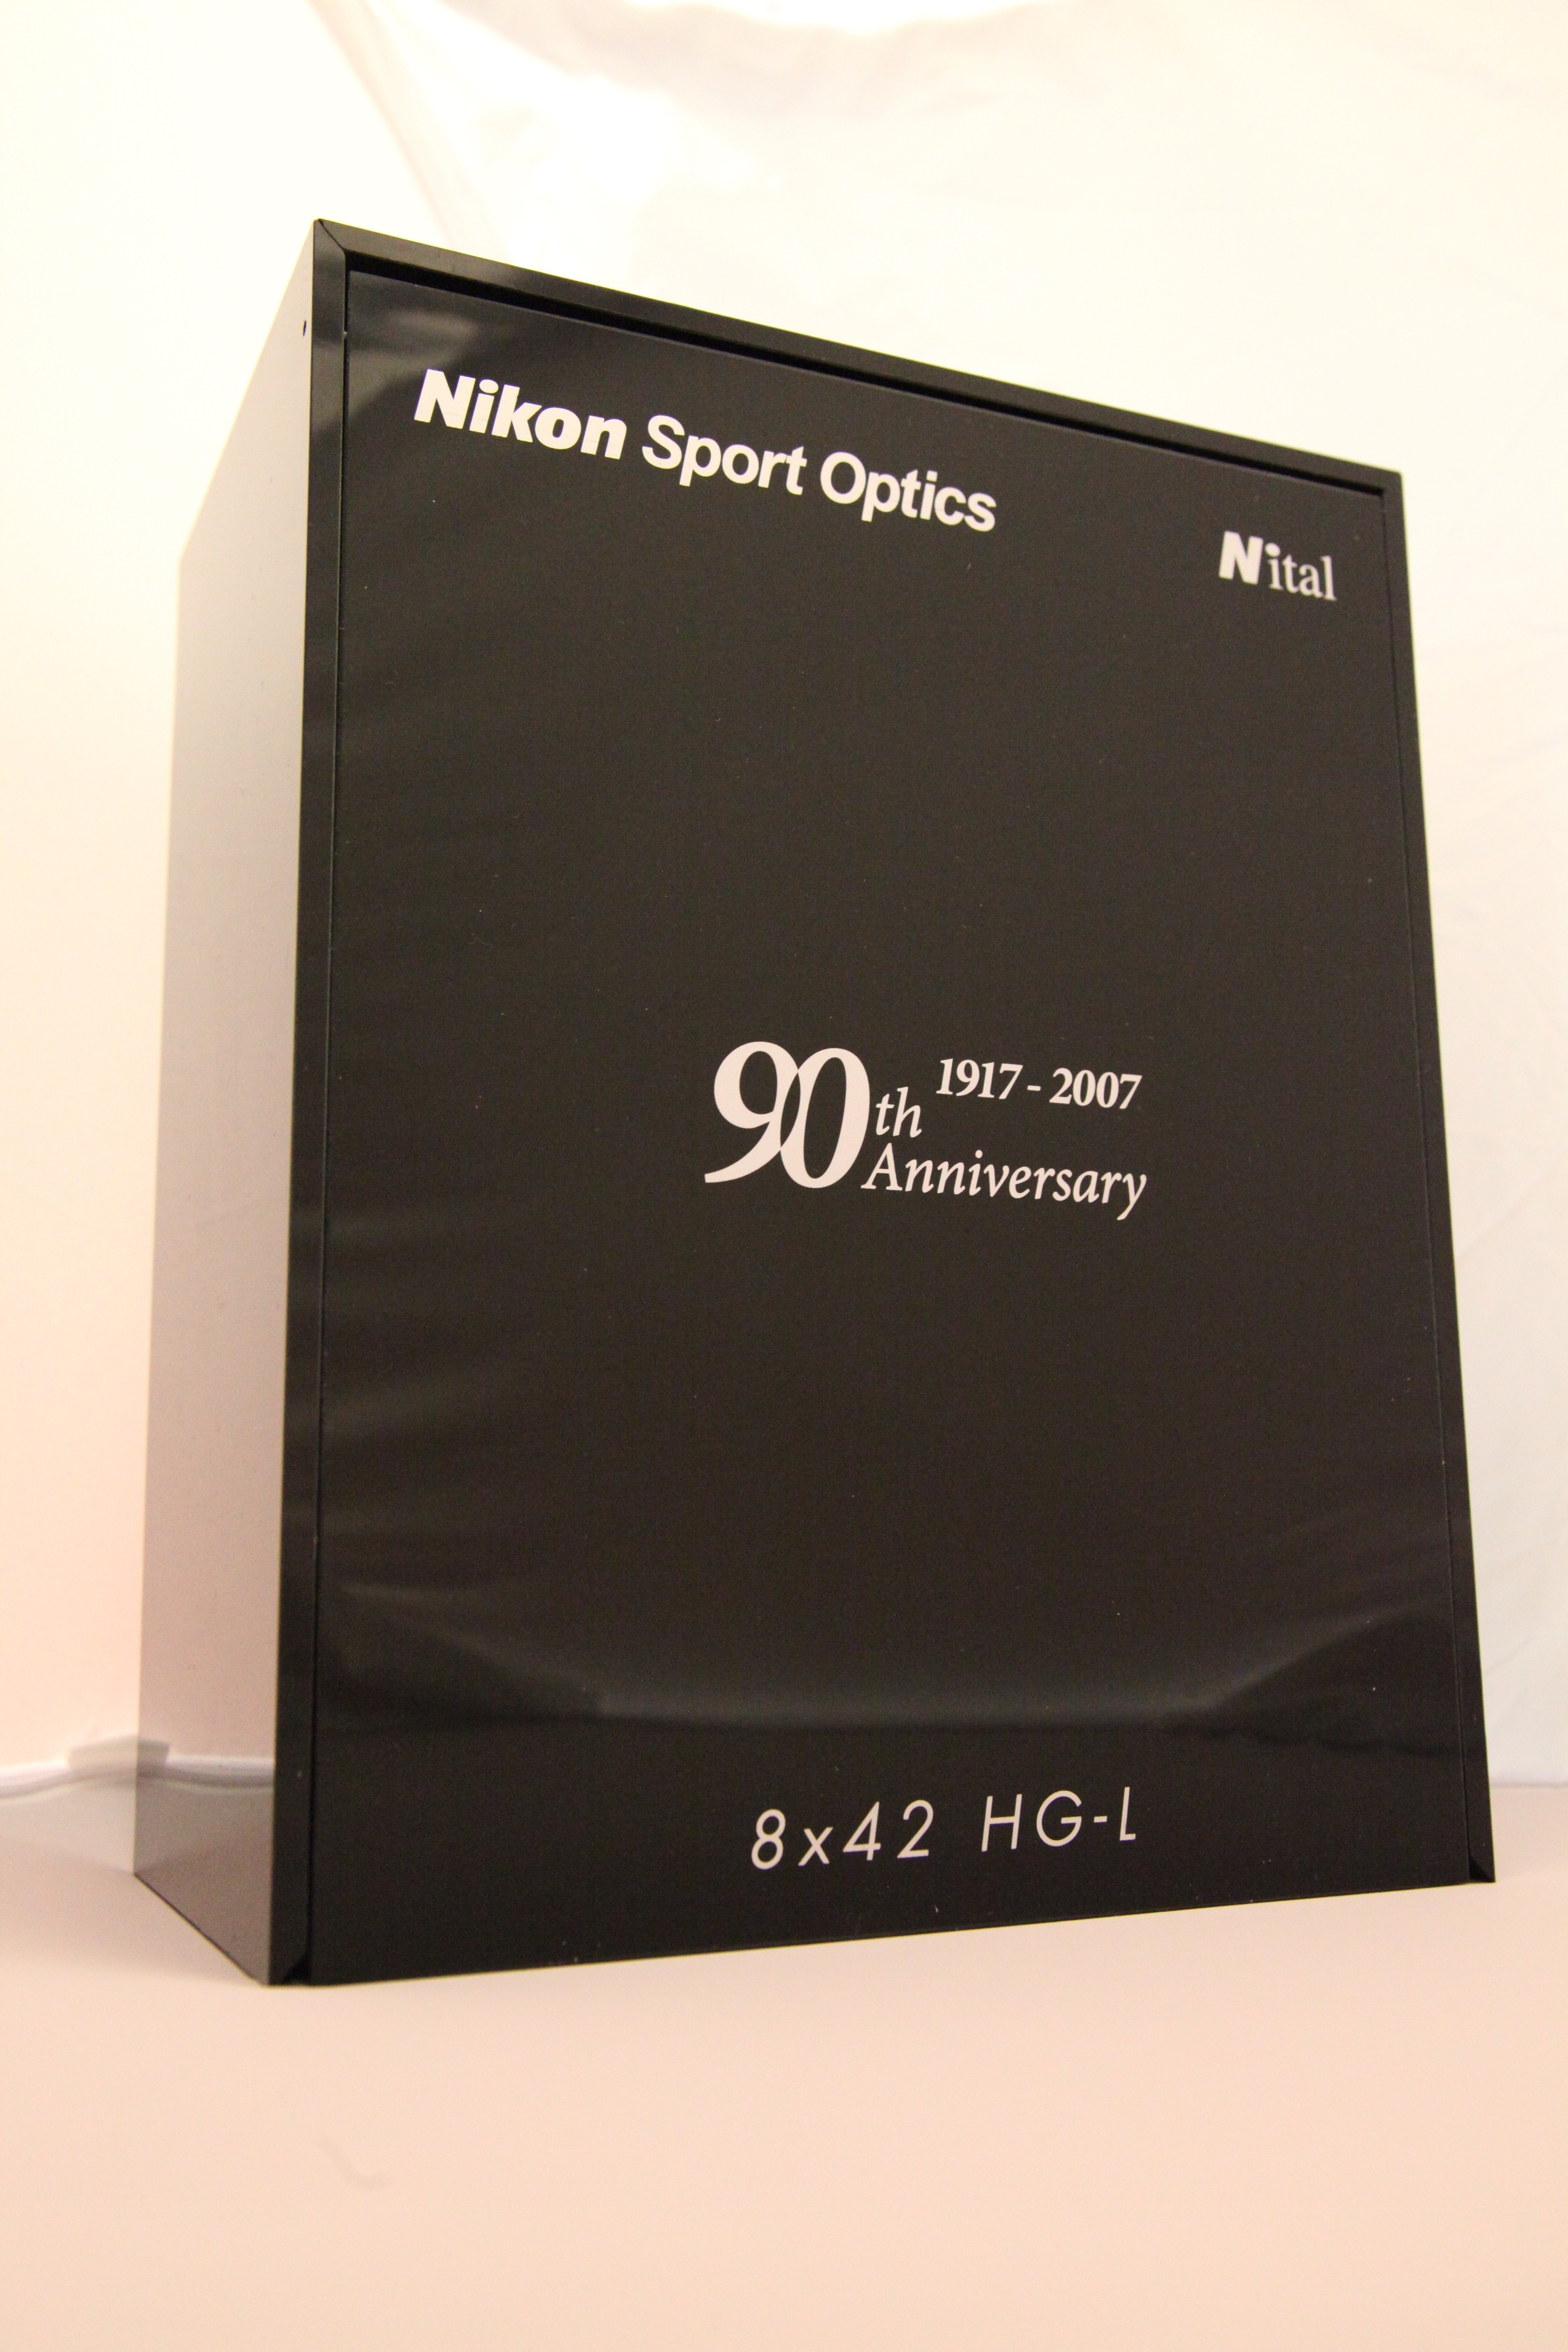 Nikon Sport Optics
Nital
90th 1917 - 2007
Anniversary
8x42 HG-L